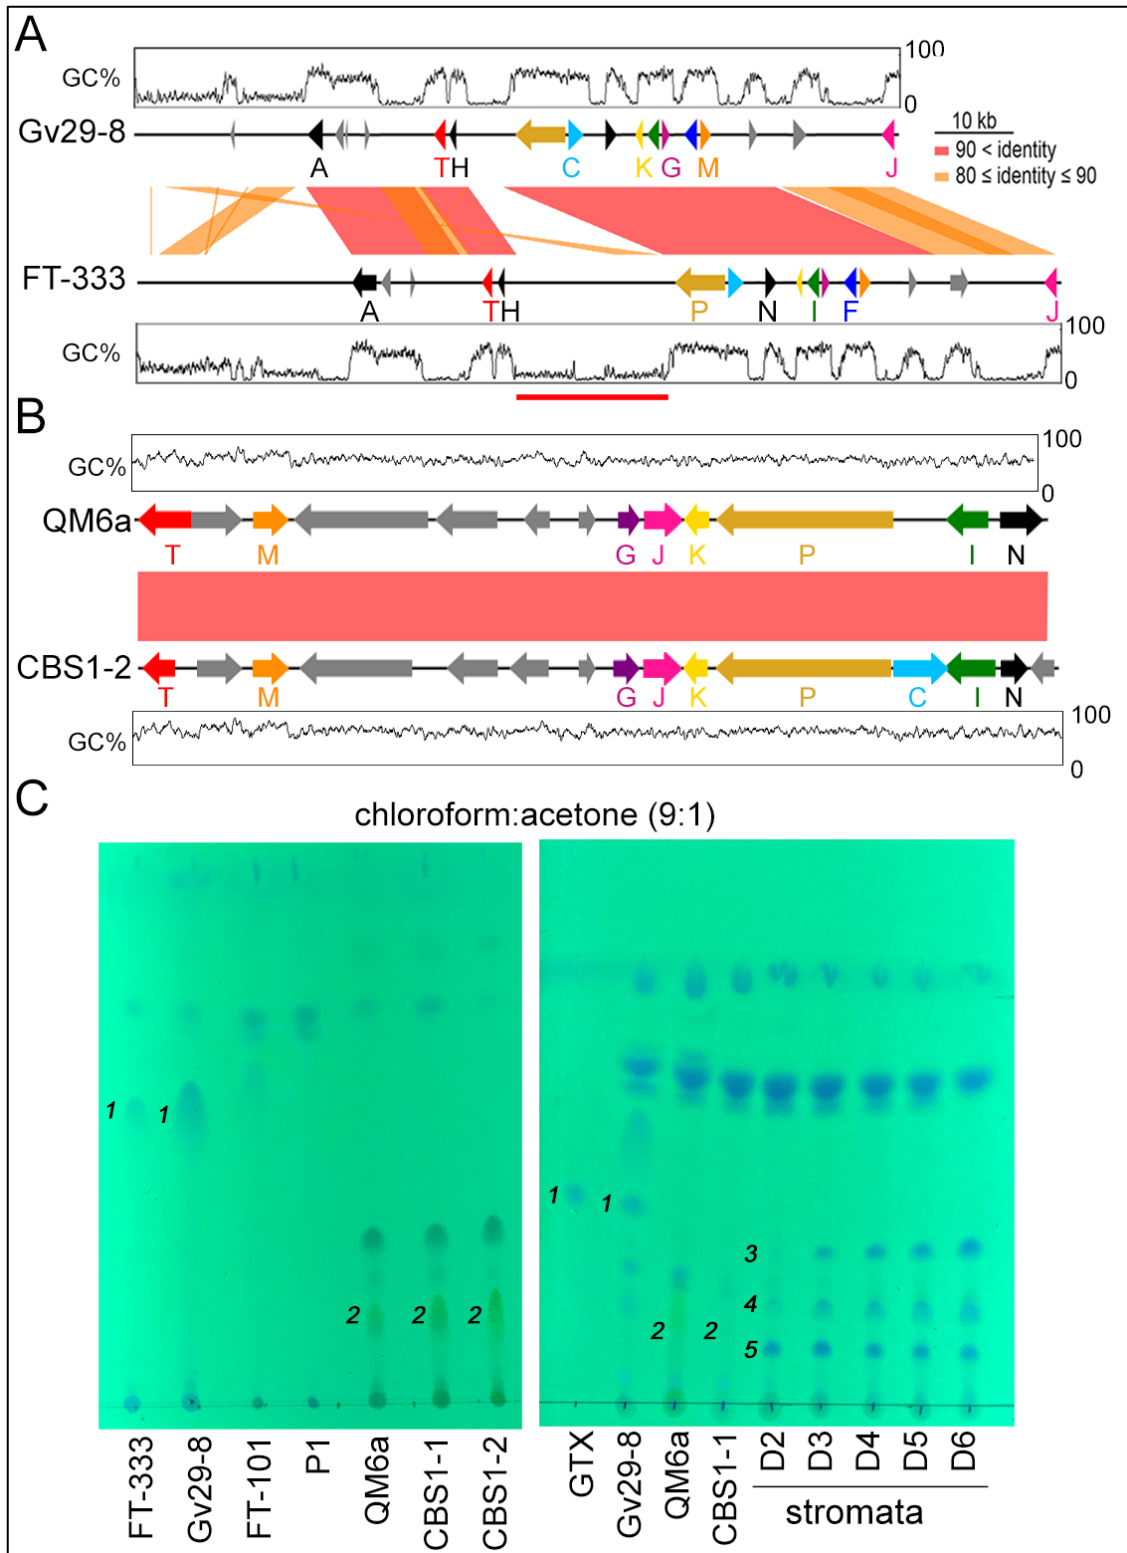 A
GC%
100
0
Gv29-8
10 kb
90 < identity
80 ≤ identity ≤ 90
A T H C K G M J
FT-333
A T H P N I F J
GC%
100
0
B
GC%
100
0
QM6a
T M G J K P I N
CBS1-2
T M G J K P C I N
GC%
100
0
C
chloroform:acetone (9:1)
1 1 2 2 2
1 1 2 2 3
4
5
FT-333 Gv29-8 FT-101 P1 QM6a CBS1-1 CBS1-2
GTX Gv29-8 QM6a CBS1-1 D2 D3 D4 D5 D6
stromata